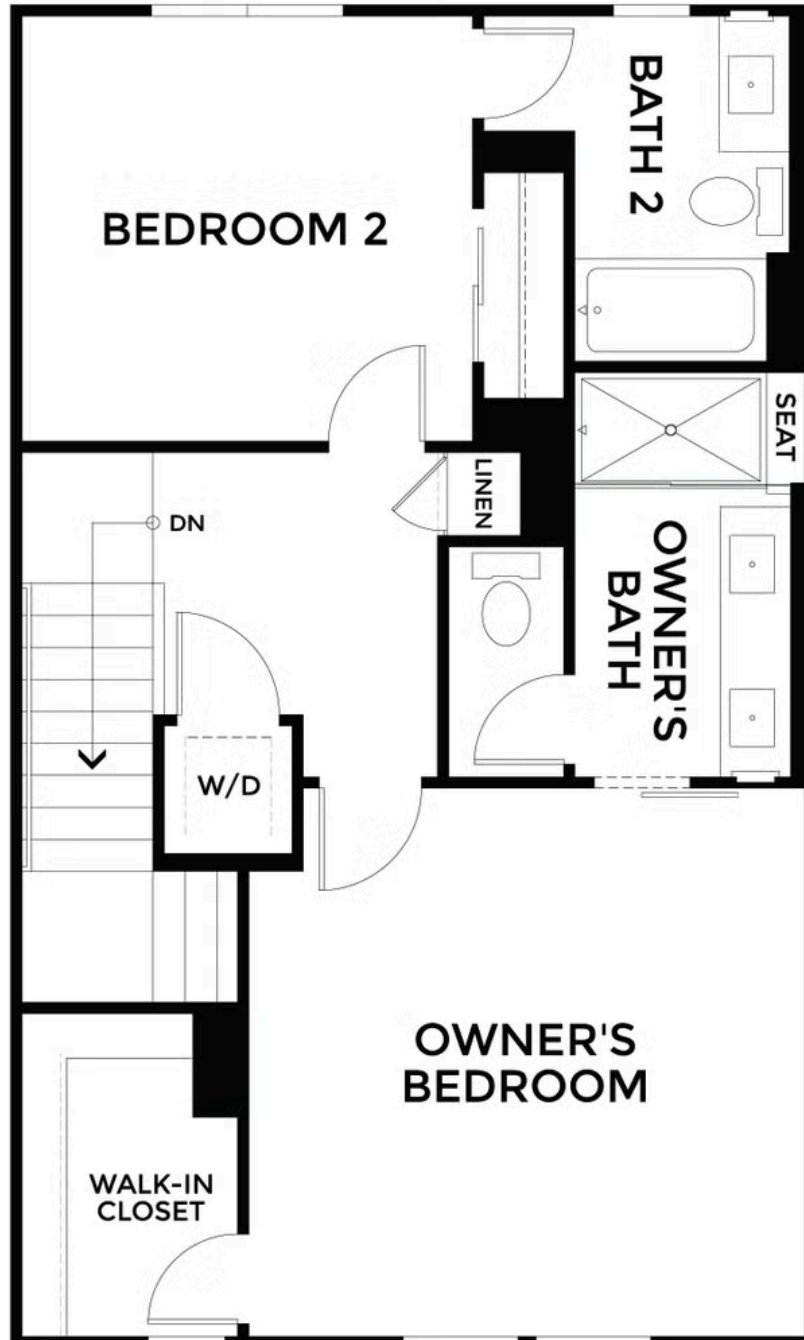 BATH 2
BEDROOM 2
SEAT
LINEN
DN
OWNER'S
BATH
W/D
OWNER'S
BEDROOM
WALK-IN
CLOSET